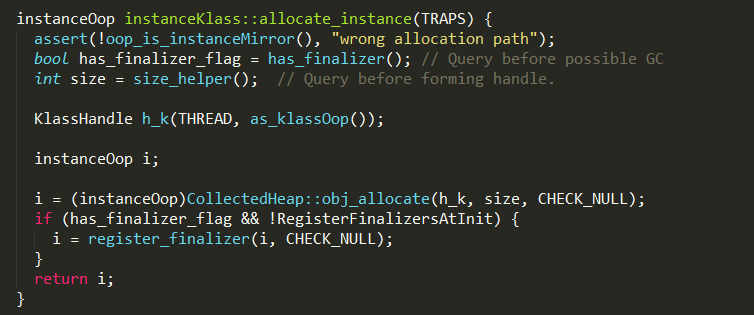 instanceOop instanceKlass::allocate_instance(TRAPS) {
  assert(!oop_is_instanceMirror(), "wrong allocation path");
  bool has_finalizer_flag = has_finalizer(); // Query before possible GC
  int size = size_helper();  // Query before forming handle.

  KlassHandle h_k(THREAD, as_klassOop());

  instanceOop i;

  i = (instanceOop)CollectedHeap::obj_allocate(h_k, size, CHECK_NULL);
  if (has_finalizer_flag && !RegisterFinalizersAtInit) {
    i = register_finalizer(i, CHECK_NULL);
  }
  return i;
}